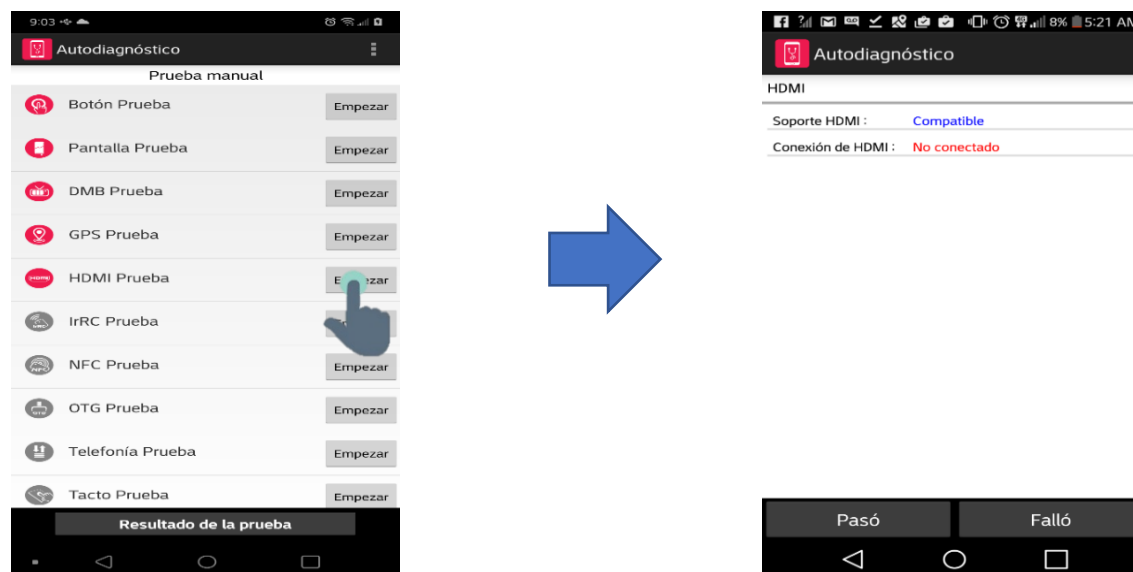 9:03
Autodiagnóstico
Prueba manual
Botón Prueba Empezar
Pantalla Prueba Empezar
DMB Prueba Empezar
GPS Prueba Empezar
HDMI Prueba E zar
IrRC Prueba
NFC Prueba Empezar
OTG Prueba Empezar
Telefonía Prueba Empezar
Tacto Prueba Empezar
Resultado de la prueba
8% 5:21 AM
Autodiagnóstico
HDMI
Soporte HDMI : Compatible
Conexión de HDMI : No conectado
Pasó Falló